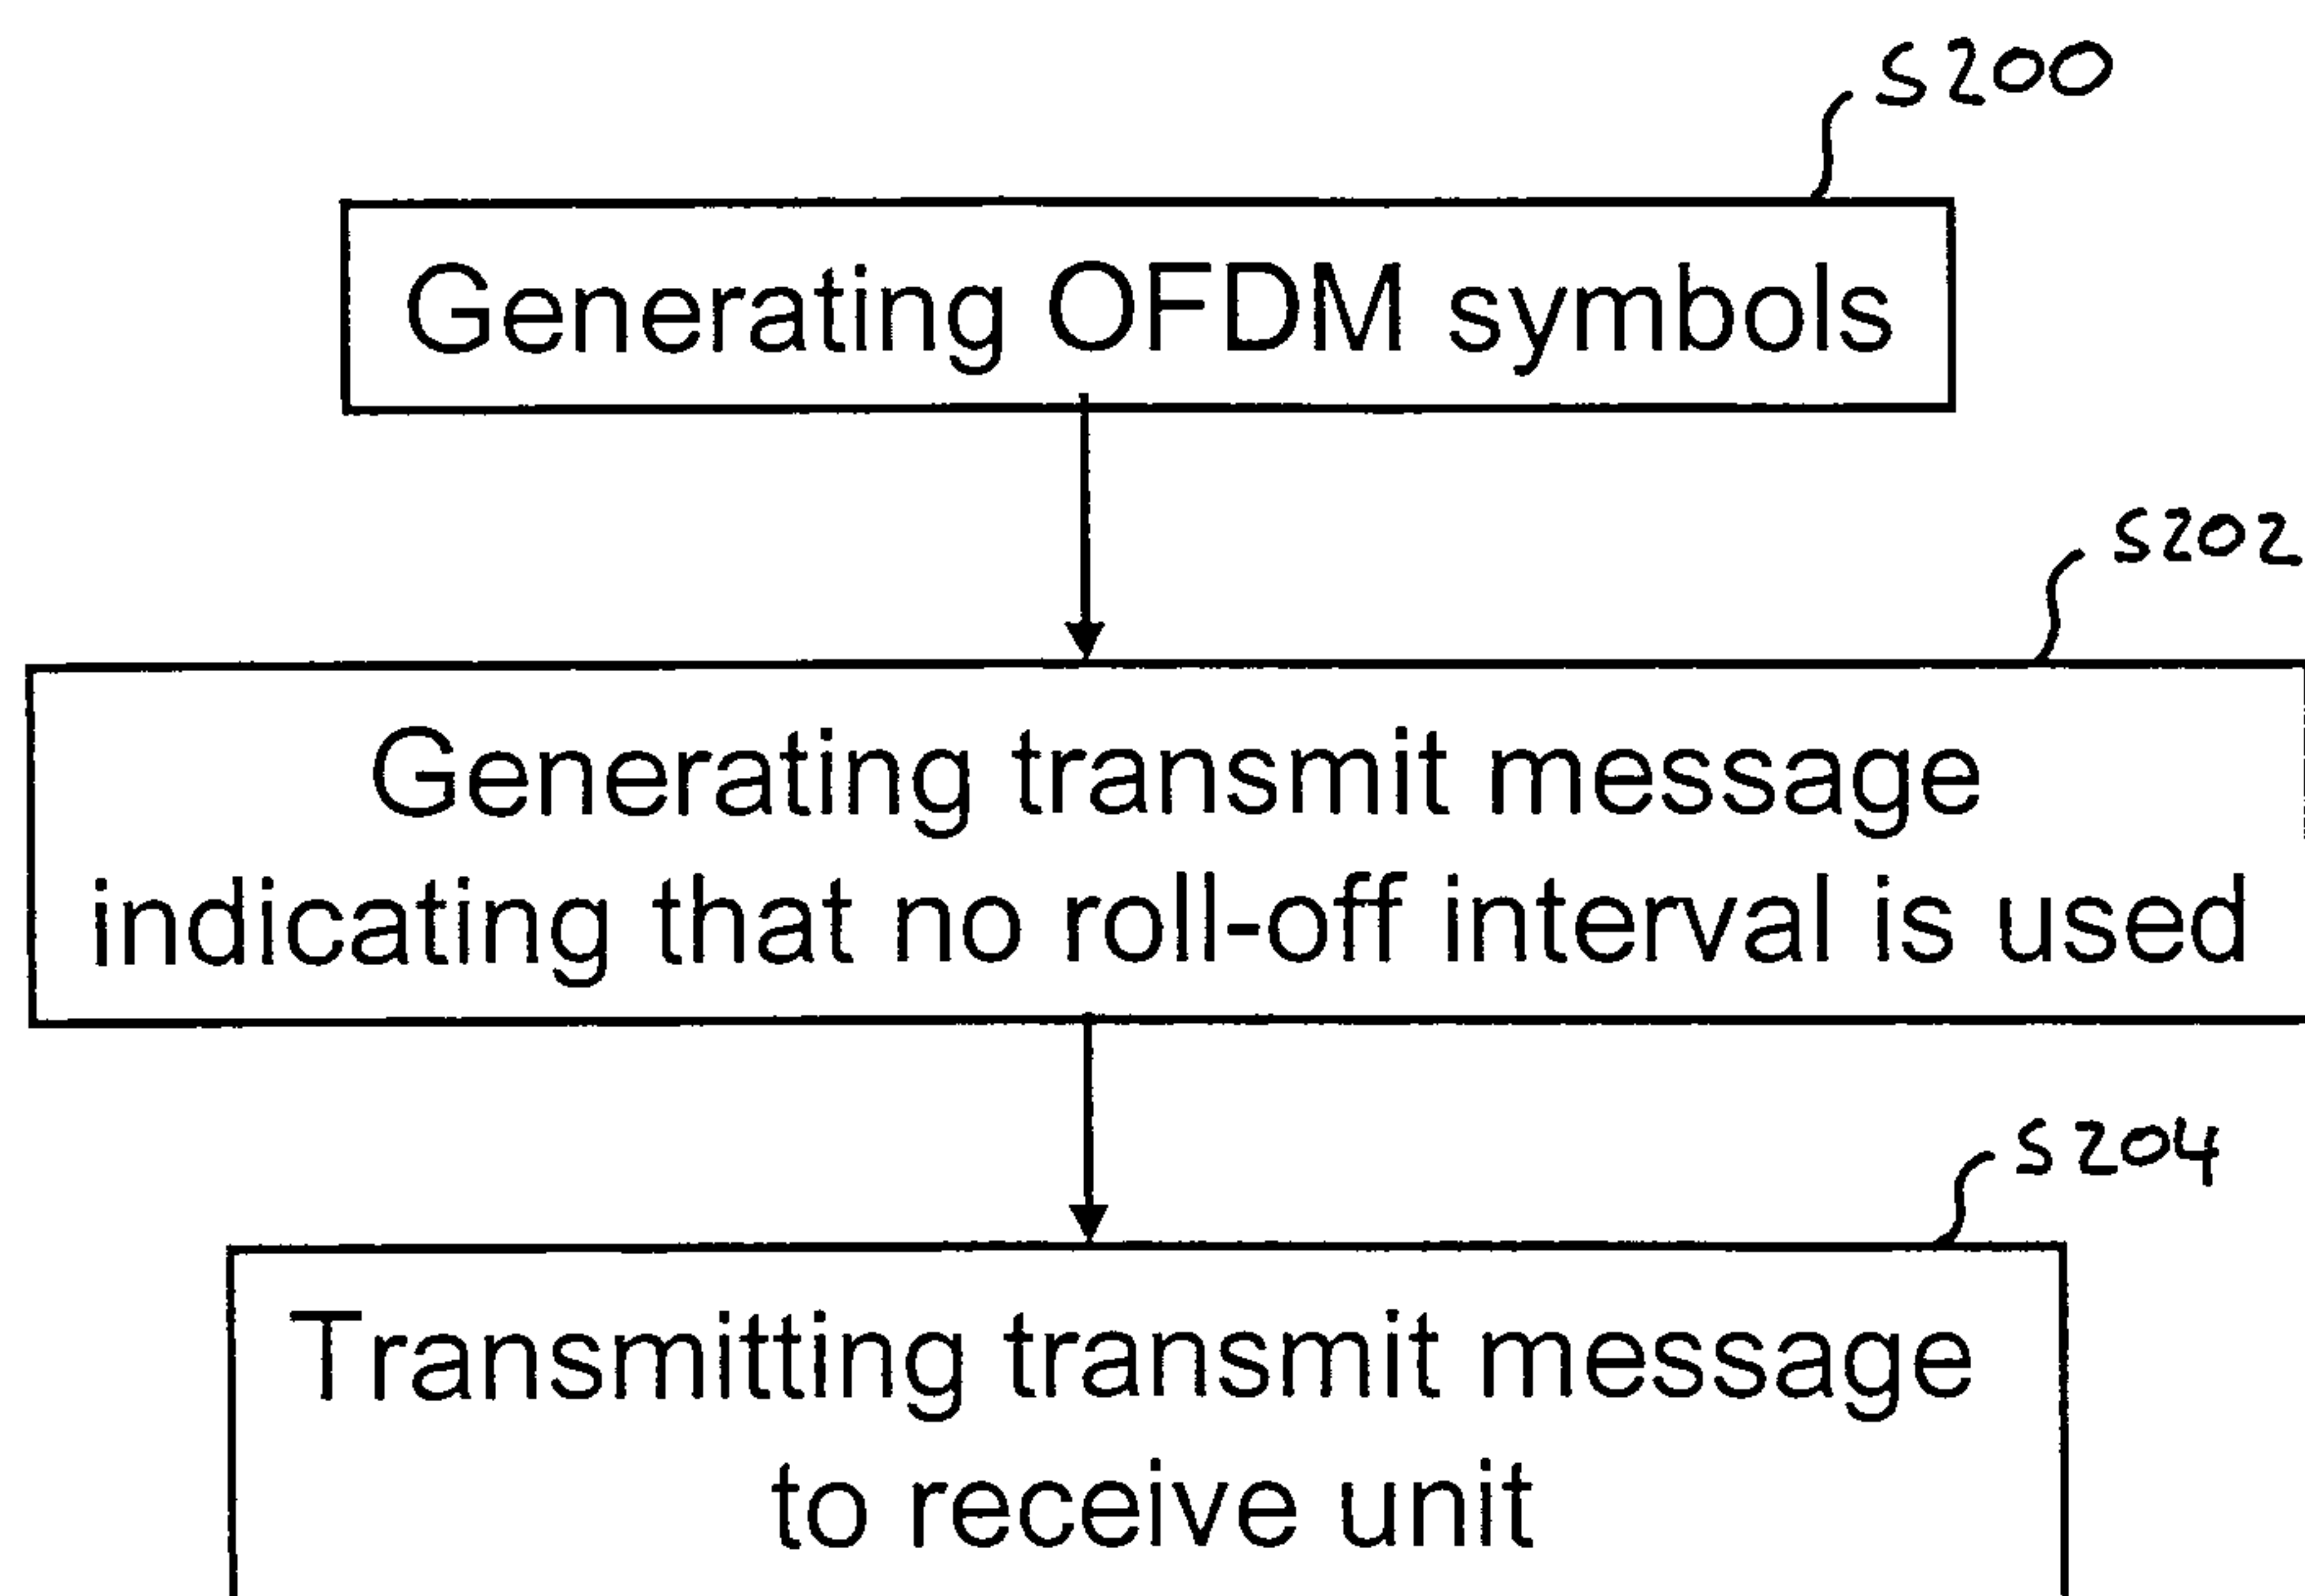 S200
Generating OFDM symbols
S202
Generating transmit message
indicating that no roll-off interval is used
S204
Transmitting transmit message
to receive unit